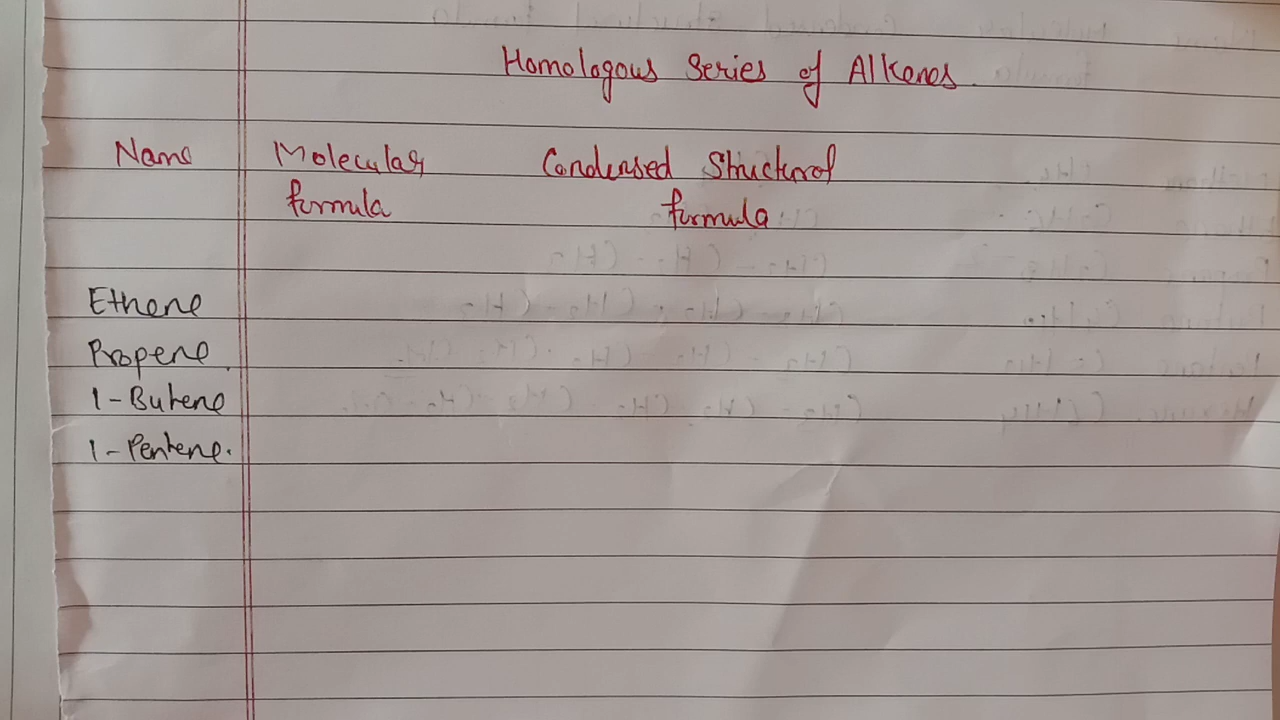 Homologous Series of Alkenes.
Name Molecular Condensed Structural
formula formula
Ethene
Propene.
1-Butene
1-Pentene.